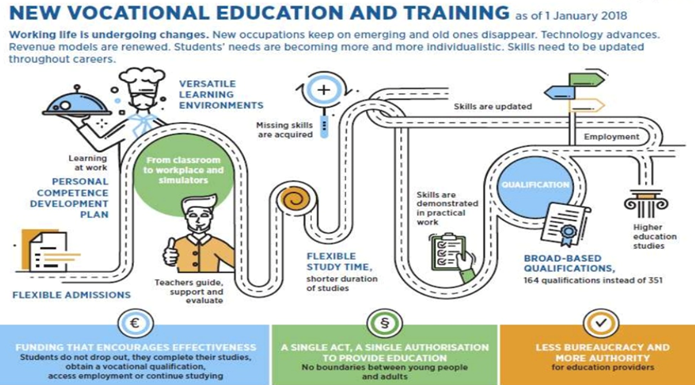 NEW VOCATIONAL EDUCATION AND TRAINING as of 1 January 2018
Working life is undergoing changes. New occupations keep on emerging and old ones disappear. Technology advances.
Revenue models are renewed. Students' needs are becoming more and more individualistic. Skills need to be updated
throughout careers.
VERSATILE
LEARNING
ENVIRONMENTS
Learning
at work
PERSONAL
COMPETENCE
DEVELOPMENT
PLAN
FLEXIBLE ADMISSIONS
From classroom
to workplace and
simulators
Teachers guide,
support and
evaluate
Missing skills
are acquired
FLEXIBLE
STUDY TIME,
shorter duration
of studies
Skills are updated
Skills are
demonstrated
in practical
work
QUALIFICATION
Employment
Higher
education
studies
BROAD-BASED
QUALIFICATIONS,
164 qualifications instead of 351
€
FUNDING THAT ENCOURAGES EFFECTIVENESS
Students do not drop out, they complete their studies,
obtain a vocational qualification,
access employment or continue studying
§
A SINGLE ACT, A SINGLE AUTHORISATION
TO PROVIDE EDUCATION
No boundaries between young people
and adults
LESS BUREAUCRACY AND
MORE AUTHORITY
for education providers